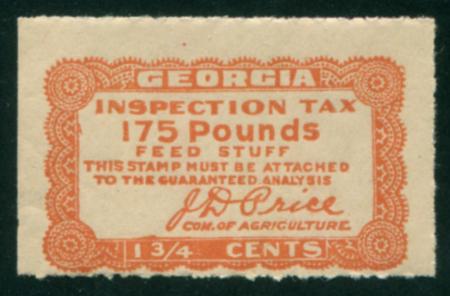 GEORGIA
INSPECTION TAX
175 Pounds
FEED STUFF
THIS STAMP MUST BE ATTACHED
TO THE GUARANTEED ANALYSIS
J D Price
COM. OF AGRICULTURE.
1 3/4 CENTS